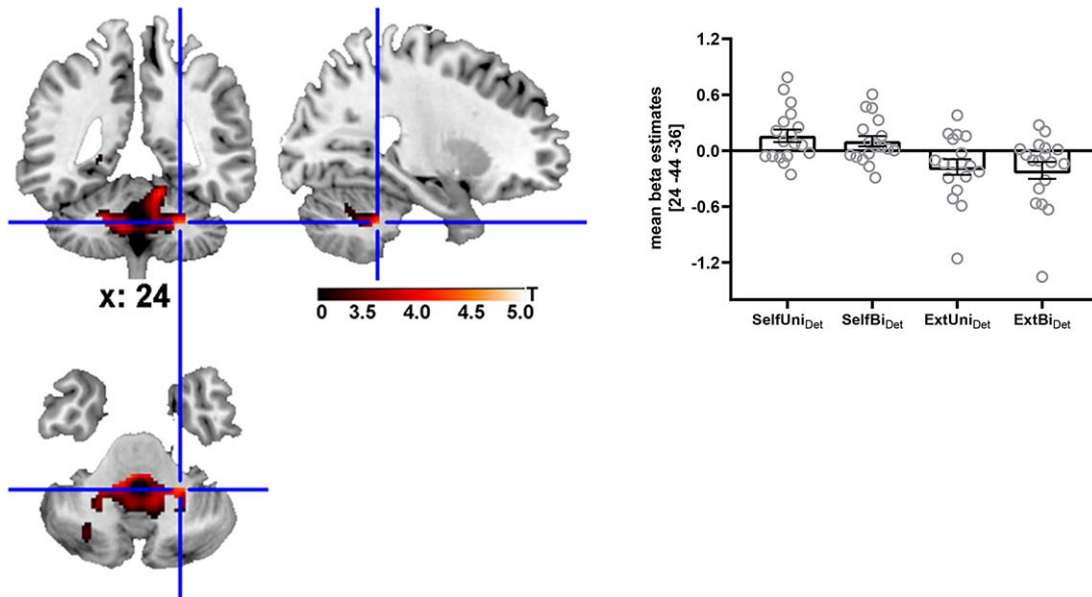 x: 24
T
0 3.5 4.0 4.5 5.0
mean beta estimates
[24 -44 -36]
1.2
0.6
0.0
-0.6
-1.2
SelfUniDet SelfBiDet ExtUniDet ExtBiDet